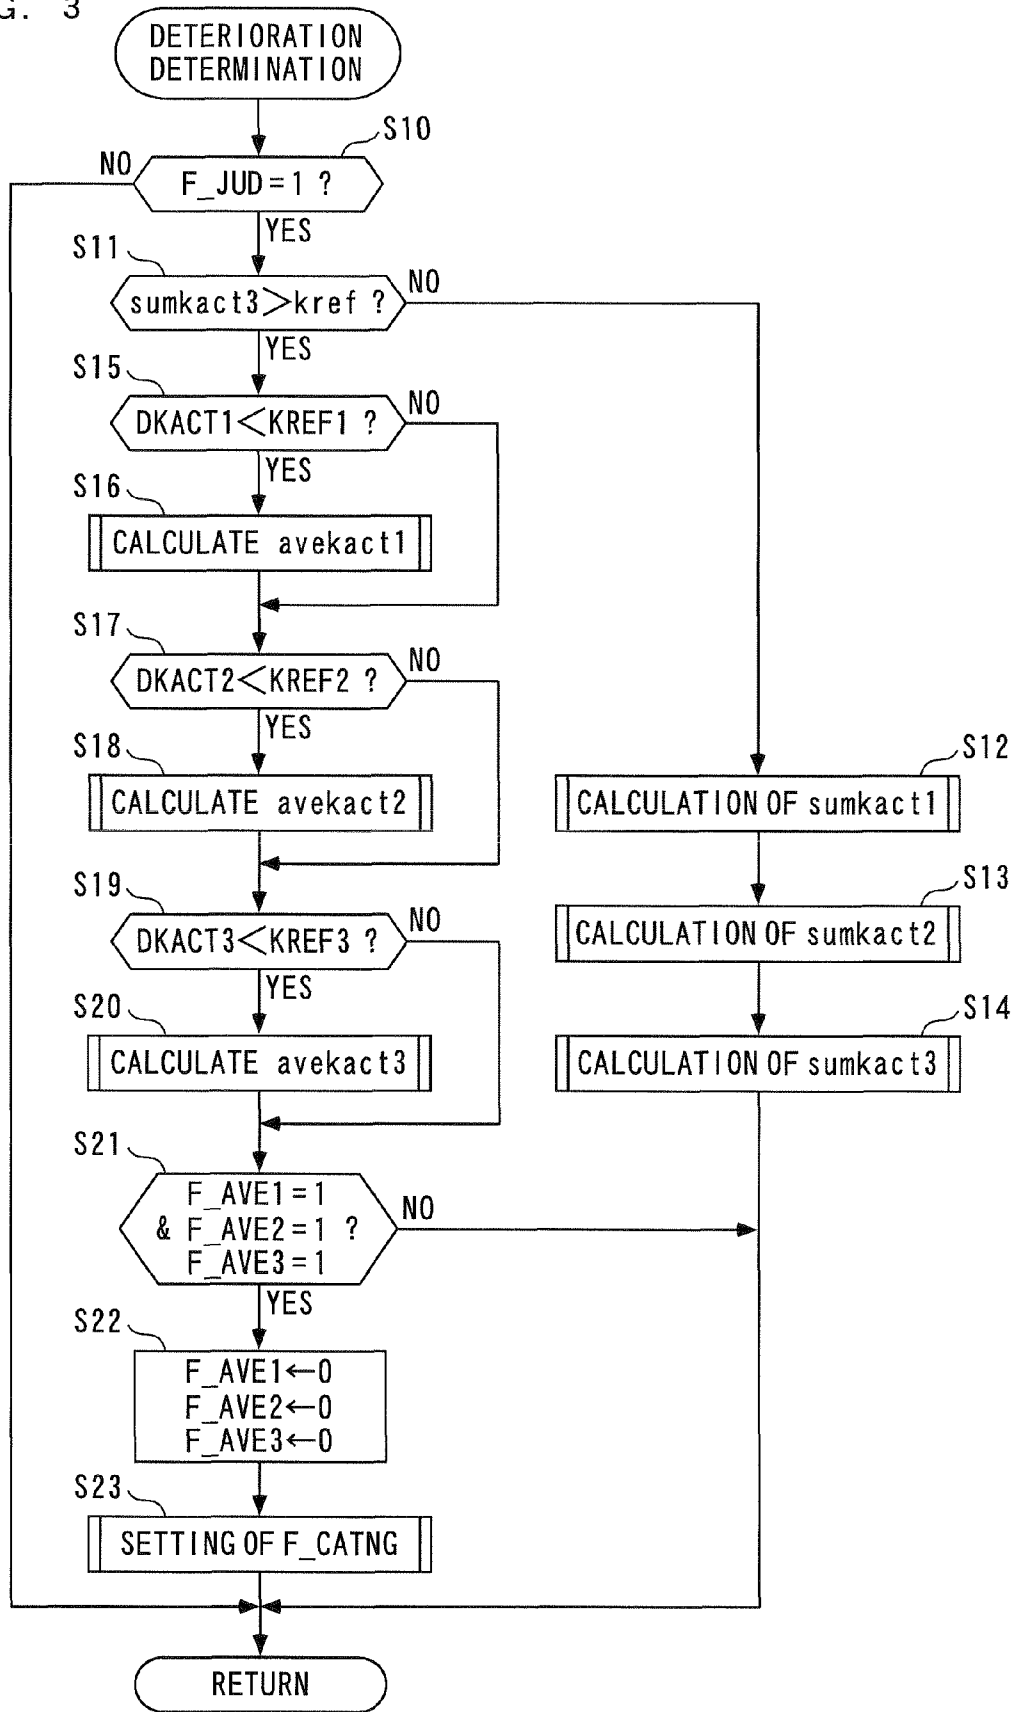 G. 3
DETERIORATION
DETERMINATION
S10
NO
F_JUD=1 ?
YES
S11
NO
sumkact3>kref ?
YES
S15
NO
DKACT1<KREF1 ?
YES
S16
CALCULATE avekact1
S17
NO
DKACT2<KREF2 ?
YES
S18
CALCULATE avekact2
S12
CALCULATION OF sumkact1
S19
NO
DKACT3<KREF3 ?
YES
S13
CALCULATION OF sumkact2
S20
CALCULATE avekact3
S14
CALCULATION OF sumkact3
S21
F_AVE1=1
& F_AVE2=1 ?
F_AVE3=1
NO
YES
S22
F_AVE1←0
F_AVE2←0
F_AVE3←0
S23
SETTING OF F_CATNG
RETURN